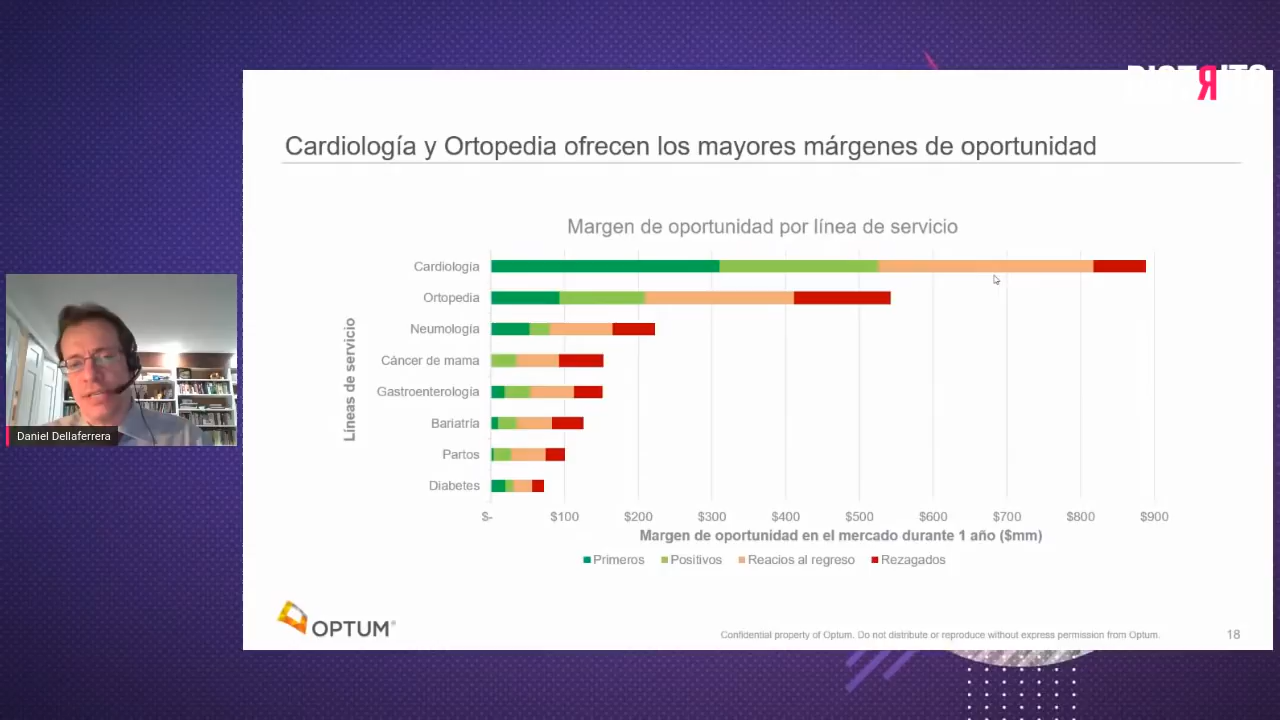 Cardiología y Ortopedia ofrecen los mayores márgenes de oportunidad
Margen de oportunidad por línea de servicio
Líneas de servicio
Cardiología
Ortopedia
Neumología
Cáncer de mama
Gastroenterología
Bariatría
Partos
Diabetes
$- $100 $200 $300 $400 $500 $600 $700 $800 $900
Margen de oportunidad en el mercado durante 1 año ($mm)
Primeros Positivos Reacios al regreso Rezagados
OPTUM®
Confidential property of Optum. Do not distribute or reproduce without express permission from Optum.
18
Daniel Dellaferrera